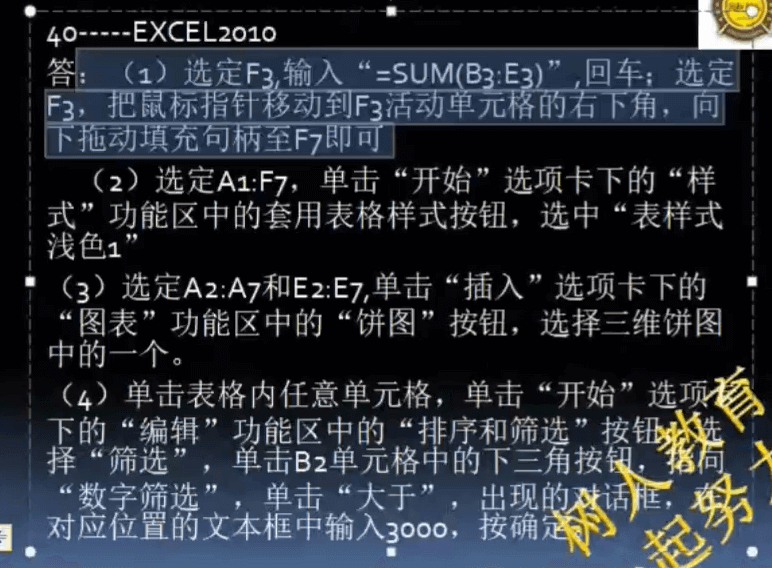 40-----EXCEL2010
答：（1）选定F3,输入“=SUM(B3:E3)”,回车；选定
F3，把鼠标指针移动到F3活动单元格的右下角，向
下拖动填充句柄至F7即可
（2）选定A1:F7，单击“开始”选项卡下的“样
式”功能区中的套用表格样式按钮，选中“表样式
浅色1”
（3）选定A2:A7和E2:E7,单击“插入”选项卡下的
“图表”功能区中的“饼图”按钮，选择三维饼图
中的一个。
（4）单击表格内任意单元格，单击“开始”选项
下的“编辑”功能区中的“排序和筛选”按钮，选
择“筛选”，单击B2单元格中的下三角按钮，指向
“数字筛选”，单击“大于”，出现的对话框，在
对应位置的文本框中输入3000，按确定。
树人教育
起努力